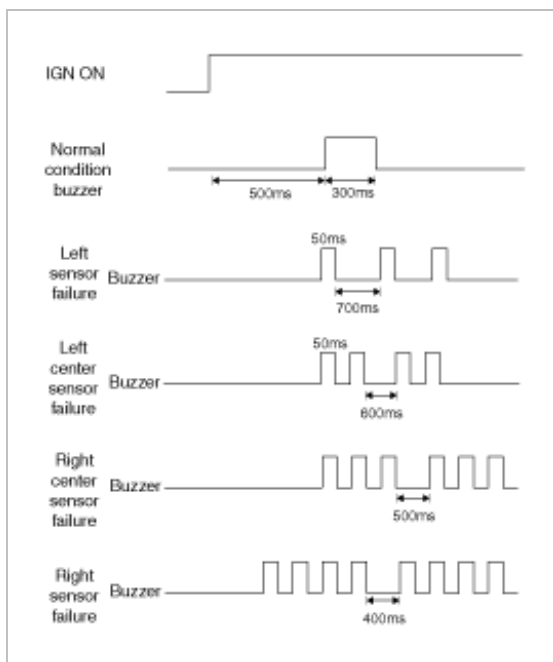 IGN ON
Normal
condition
buzzer
500ms
300ms
Left
sensor
failure
Buzzer
50ms
700ms
Left
center
sensor
failure
Buzzer
50ms
600ms
Right
center
sensor
failure
Buzzer
500ms
Right
sensor
failure
Buzzer
400ms